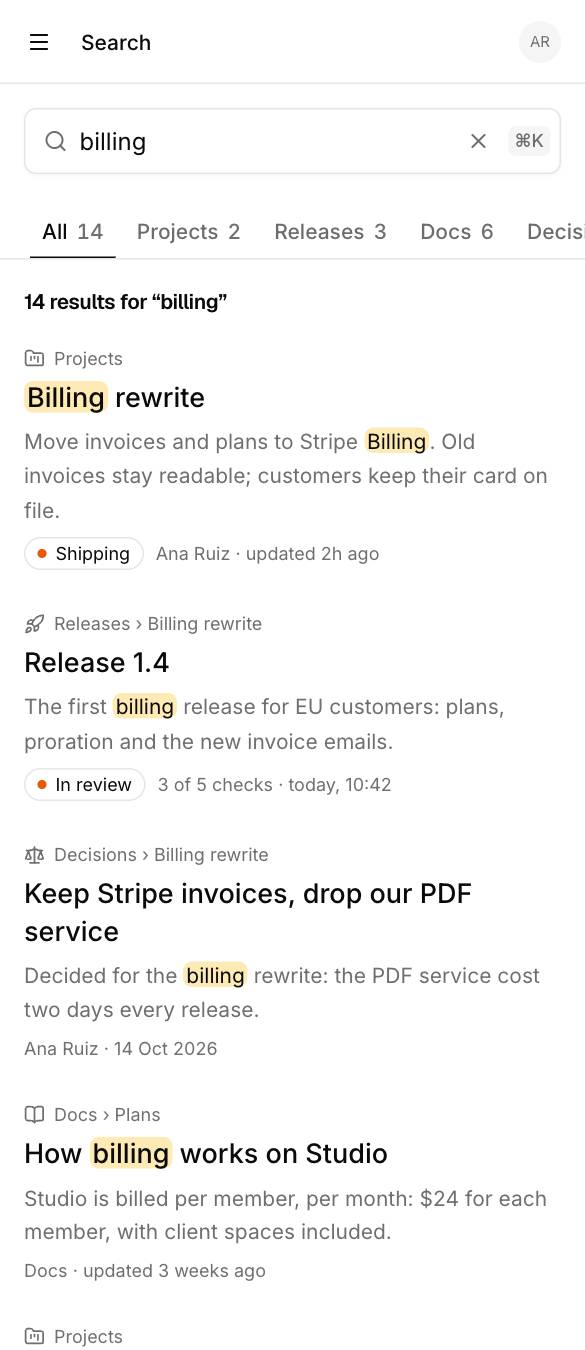 Search
AR
billing
⌘K
All 14
Projects 2
Releases 3
Docs 6
Decisi
14 results for “billing”
Projects
Billing rewrite
Move invoices and plans to Stripe Billing. Old
invoices stay readable; customers keep their card on
file.
Shipping
Ana Ruiz · updated 2h ago
Releases › Billing rewrite
Release 1.4
The first billing release for EU customers: plans,
proration and the new invoice emails.
In review
3 of 5 checks · today, 10:42
Decisions › Billing rewrite
Keep Stripe invoices, drop our PDF
service
Decided for the billing rewrite: the PDF service cost
two days every release.
Ana Ruiz · 14 Oct 2026
Docs › Plans
How billing works on Studio
Studio is billed per member, per month: $24 for each
member, with client spaces included.
Docs · updated 3 weeks ago
Projects